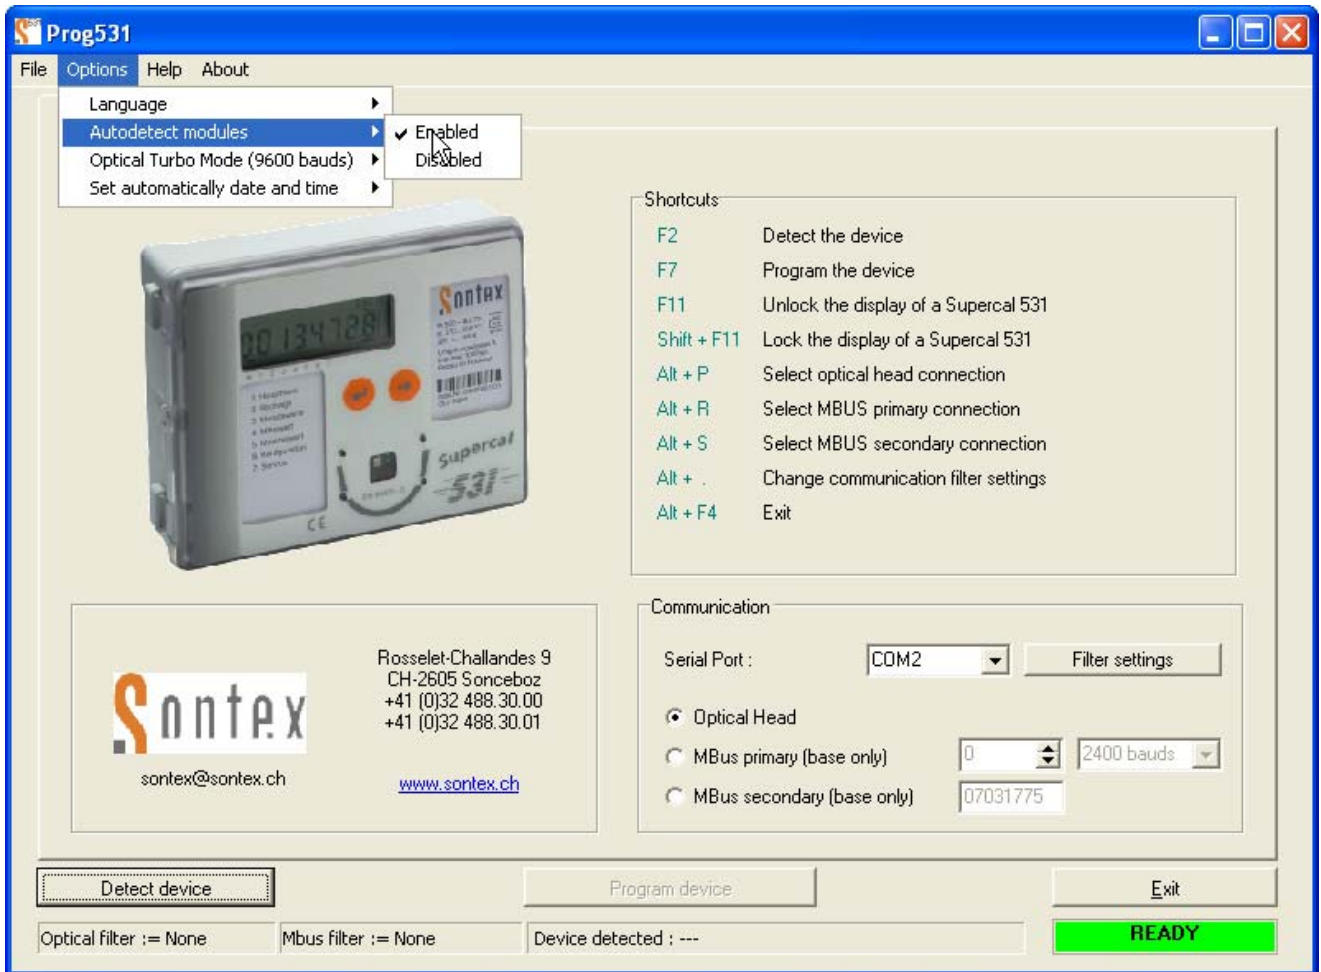 Prog531
File Options Help About
Language
Autodetect modules
Enabled
Optical Turbo Mode (9600 bauds)
Disabled
Set automatically date and time
Shortcuts
F2 Detect the device
F7 Program the device
F11 Unlock the display of a Supercal 531
Shift + F11 Lock the display of a Supercal 531
Alt + P Select optical head connection
Alt + R Select MBUS primary connection
Alt + S Select MBUS secondary connection
Alt + . Change communication filter settings
Alt + F4 Exit
Sontex
Supercal
531
CE
Sontex
sontex@sontex.ch
Rosselet-Challandes 9
CH-2605 Sonceboz
+41 (0)32 488.30.00
+41 (0)32 488.30.01
www.sontex.ch
Communication
Serial Port : COM2 Filter settings
Optical Head
MBus primary (base only) 0 2400 bauds
MBus secondary (base only) 07031775
Detect device Program device Exit
Optical filter := None Mbus filter := None Device detected : --- READY